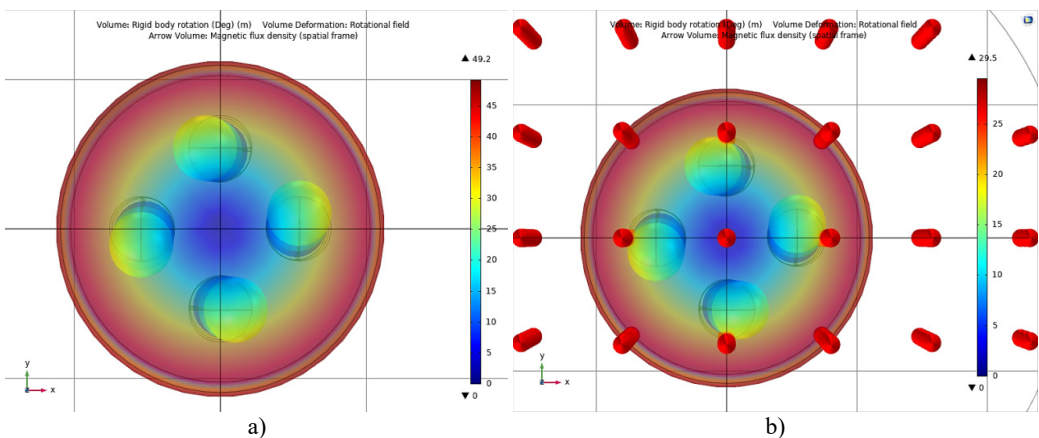 Volume: Rigid body rotation (Deg) (m) Volume Deformation: Rotational field
Arrow Volume: Magnetic flux density (spatial frame)
▲ 49.2
45
40
35
30
25
20
15
10
5
0
▼ 0
y
z
x
a)
Volume: Rigid body rotation (Deg) (m) Volume Deformation: Rotational field
Arrow Volume: Magnetic flux density (spatial frame)
▲ 29.5
25
20
15
10
5
0
▼ 0
y
z
x
b)